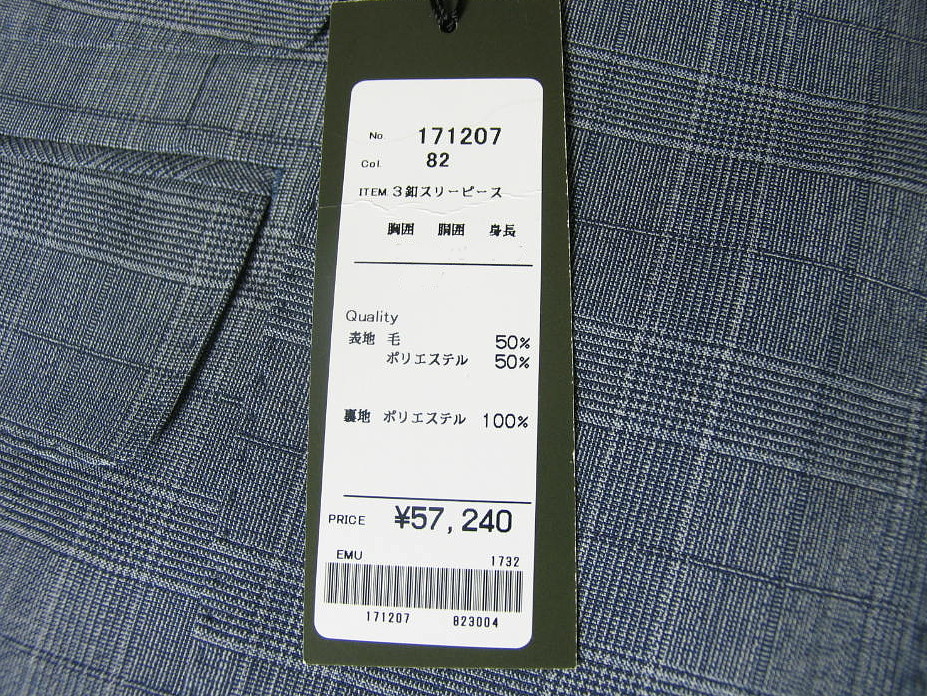 No. 171207
Col. 82
ITEM. 3釦スリーピース
胸囲 胴囲 身長
Quality
表地 毛 50%
ポリエステル 50%
裏地 ポリエステル 100%
PRICE ¥57,240
EMU 1732
171207 823004